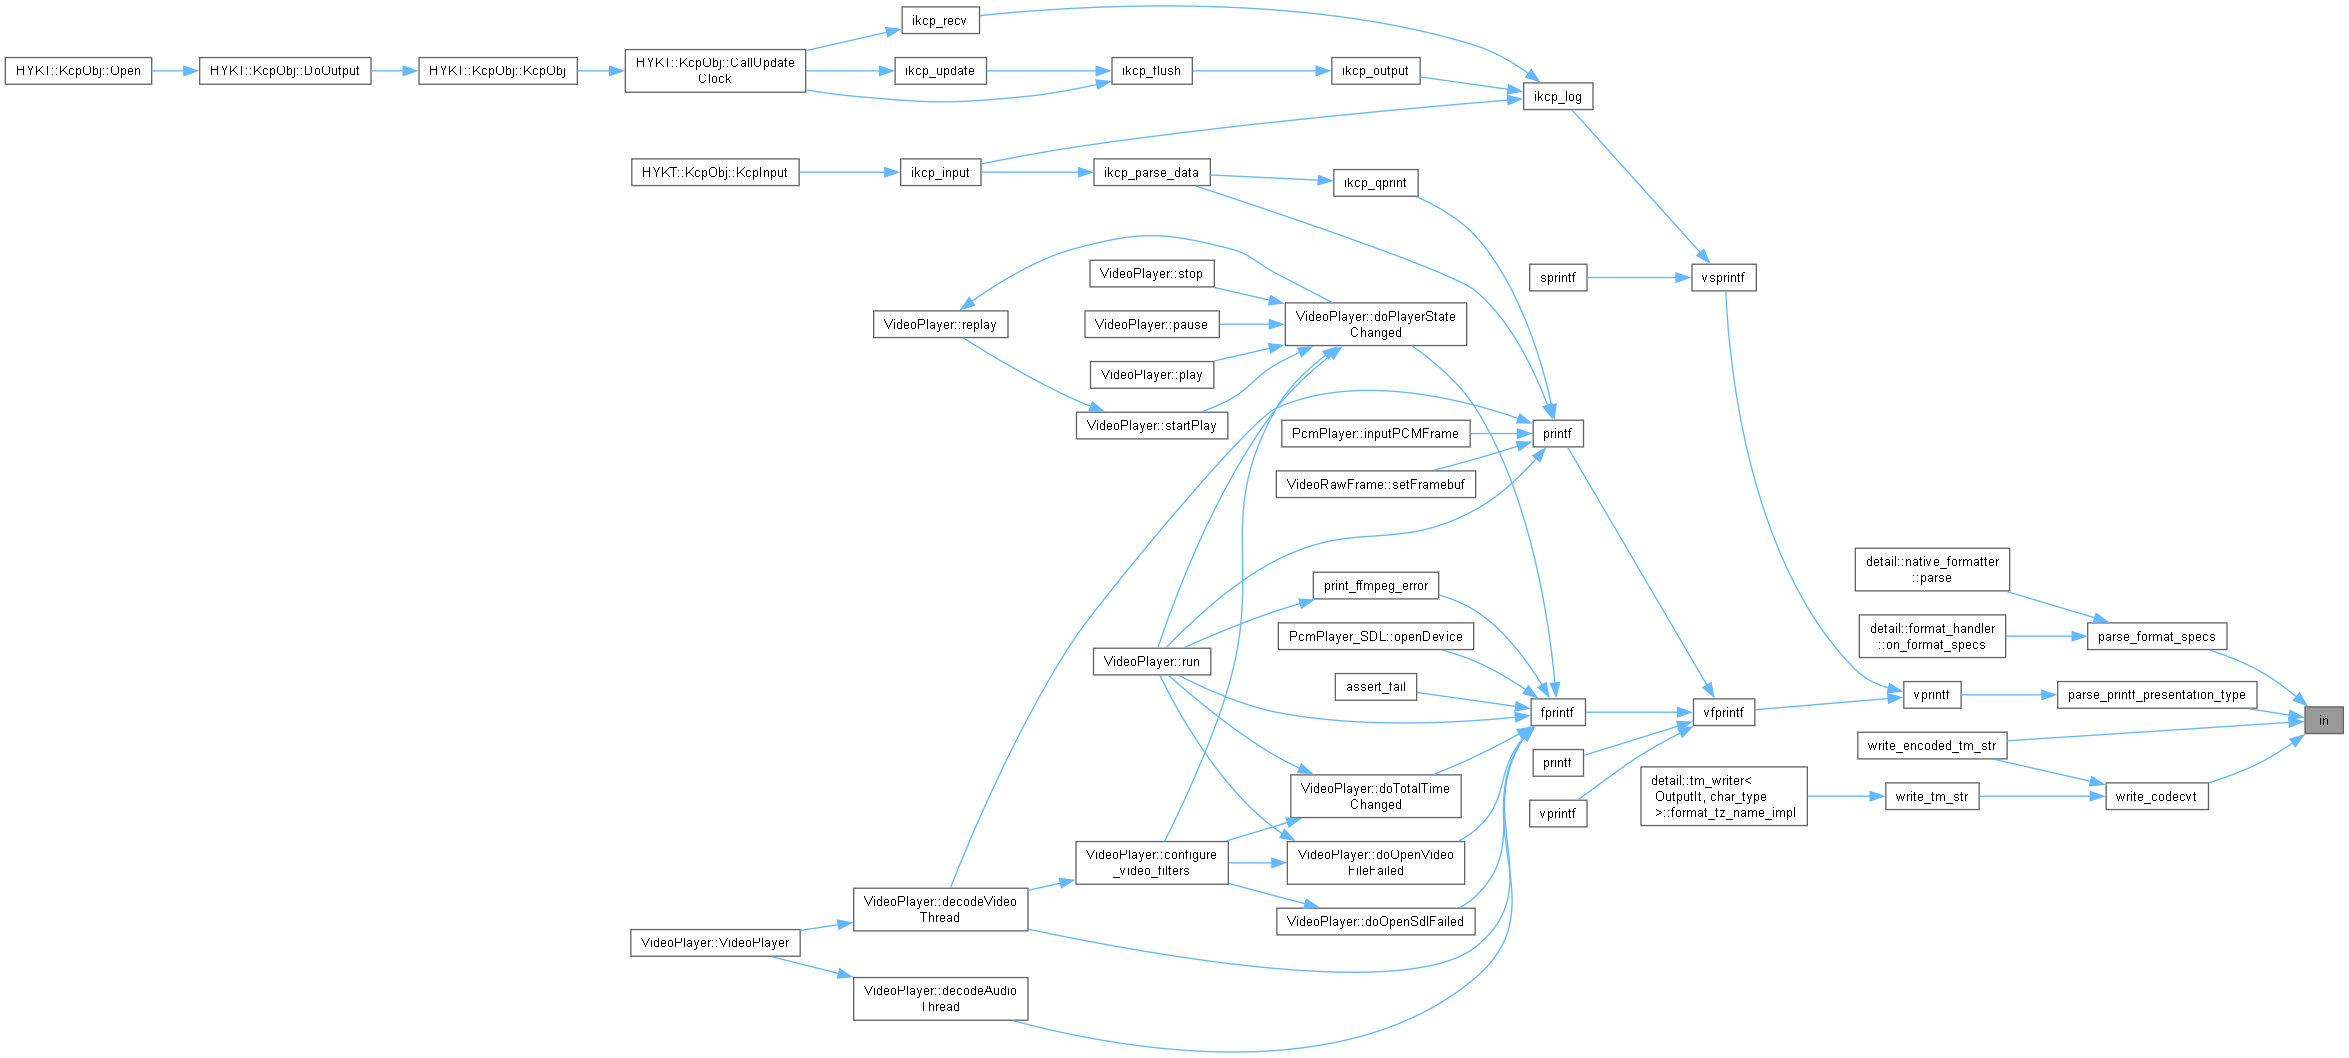 ikcp_recv
HYKT::KcpObj::Open
HYKT::KcpObj::DoOutput
HYKT::KcpObj::KcpObj
HYKT::KcpObj::CallUpdate
Clock
ikcp_update
ikcp_flush
ikcp_output
ikcp_log
HYKT::KcpObj::KcpInput
ikcp_input
ikcp_parse_data
ikcp_qprint
VideoPlayer::stop
sprintf
vsprintf
VideoPlayer::replay
VideoPlayer::pause
VideoPlayer::doPlayerState
Changed
VideoPlayer::play
VideoPlayer::startPlay
PcmPlayer::inputPCMFrame
printf
VideoRawFrame::setFramebuf
detail::native_formatter
::parse
print_ffmpeg_error
PcmPlayer_SDL::openDevice
detail::format_handler
::on_format_specs
parse_format_specs
VideoPlayer::run
assert_fail
fprintf
vfprintf
vprintf
parse_printf_presentation_type
in
write_encoded_tm_str
printf
VideoPlayer::doTotalTime
Changed
detail::tm_writer<
OutputIt, char_type
>::format_tz_name_impl
write_tm_str
write_codecvt
vprintf
VideoPlayer::configure
_video_filters
VideoPlayer::doOpenVideo
FileFailed
VideoPlayer::decodeVideo
Thread
VideoPlayer::doOpenSdlFailed
VideoPlayer::VideoPlayer
VideoPlayer::decodeAudio
Thread